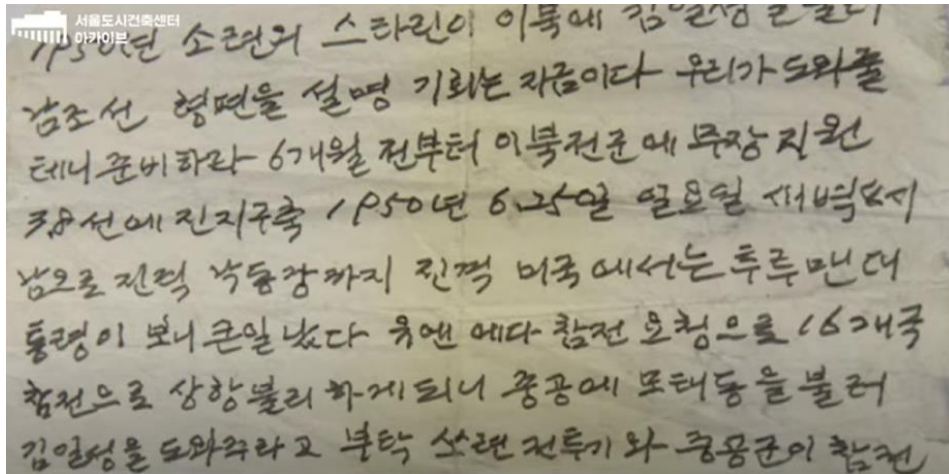 서울도시건축센터
아카이브
1950년 소련의 스타린이 이북에 김일성을 불러
남조선 형편을 설명 기회는 지금이다 우리가 도와줄
테니 준비하라 6개월 전부터 이북전군에 무장 지원
38선에 진지구축 1950년 6.25일 일요일 새벽 4시
남으로 진격 낙동강까지 진격 미국에서는 투루맨대
통령이 보니 큰일 났다 유엔에다 참전 요청으로 16개국
참전으로 상항불리 하게되니 중공에 모태동을 불러
김일성을 도와주라고 부탁 쏘련 전투기와 중공군이 참전